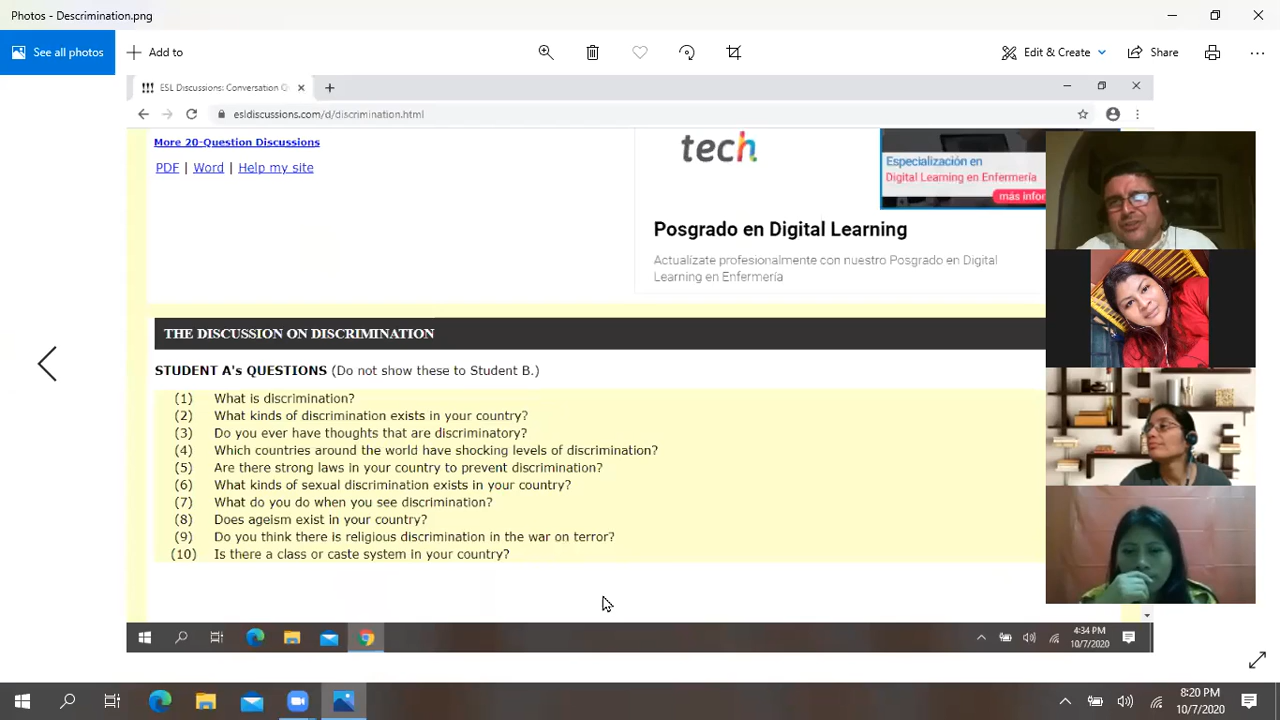 Photos - Descrimination.png
See all photos
Add to
Edit & Create
Share
ESL Discussions: Conversation Q
esldiscussions.com/d/discrimination.html
More 20-Question Discussions
PDF | Word | Help my site
tech
Especialización en
Digital Learning en Enfermería
más infor
Posgrado en Digital Learning
Actualízate profesionalmente con nuestro Posgrado en Digital
Learning en Enfermería
THE DISCUSSION ON DISCRIMINATION
STUDENT A's QUESTIONS (Do not show these to Student B.)
(1) What is discrimination?
(2) What kinds of discrimination exists in your country?
(3) Do you ever have thoughts that are discriminatory?
(4) Which countries around the world have shocking levels of discrimination?
(5) Are there strong laws in your country to prevent discrimination?
(6) What kinds of sexual discrimination exists in your country?
(7) What do you do when you see discrimination?
(8) Does ageism exist in your country?
(9) Do you think there is religious discrimination in the war on terror?
(10) Is there a class or caste system in your country?
4:34 PM
10/7/2020
8:20 PM
10/7/2020